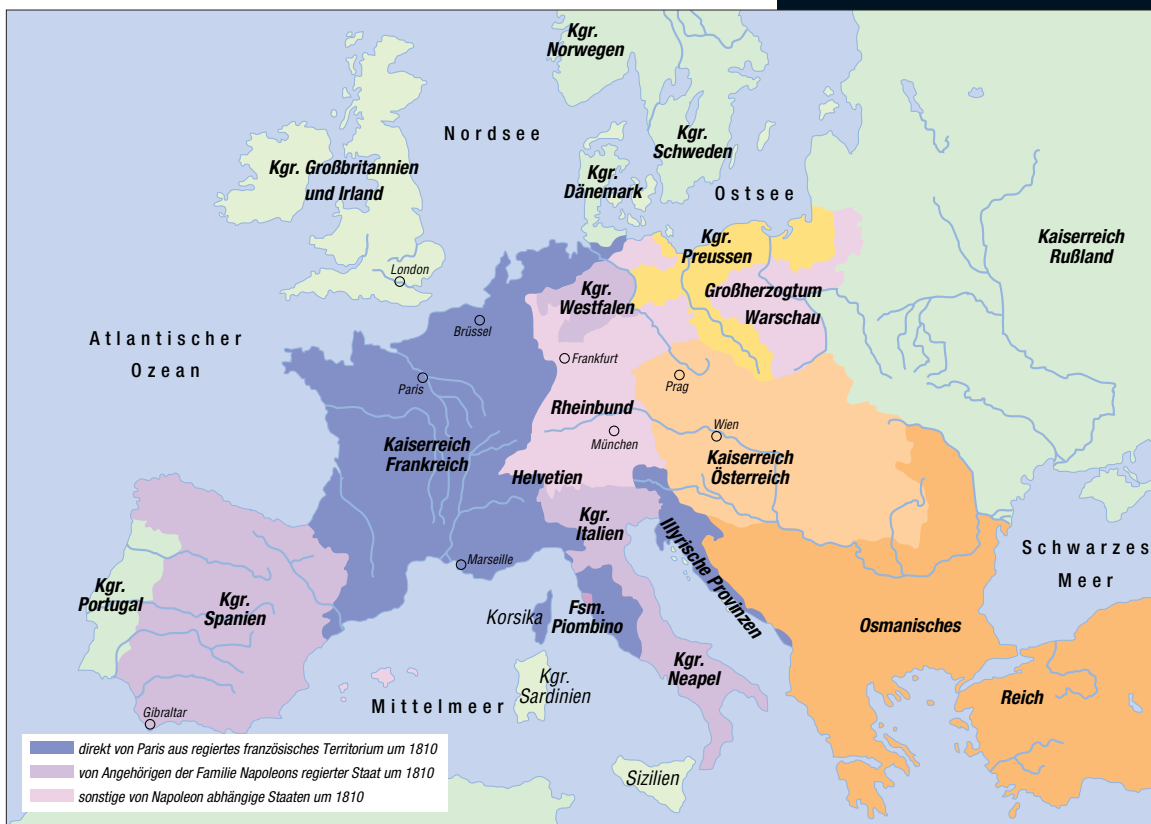 Kgr.
Norwegen
Nordsee
Kgr.
Schweden
Kgr. Großbritannien
und Irland
Kgr.
Dänemark
Ostsee
Kgr.
Preussen
Kaiserreich
Rußland
London
Kgr.
Westfalen
Großherzogtum
Warschau
Atlantischer
Ozean
Brüssel
Frankfurt
Paris
Prag
Rheinbund
Wien
München
Kaiserreich
Frankreich
Kaiserreich
Österreich
Helvetien
Kgr.
Italien
Illyrische Provinzen
Schwarzes
Meer
Marseille
Kgr.
Portugal
Kgr.
Spanien
Korsika
Fsm.
Piombino
Osmanisches
Kgr.
Neapel
Kgr.
Sardinien
Mittelmeer
Reich
Gibraltar
Sizilien
direkt von Paris aus regiertes französisches Territorium um 1810
von Angehörigen der Familie Napoleons regierter Staat um 1810
sonstige von Napoleon abhängige Staaten um 1810